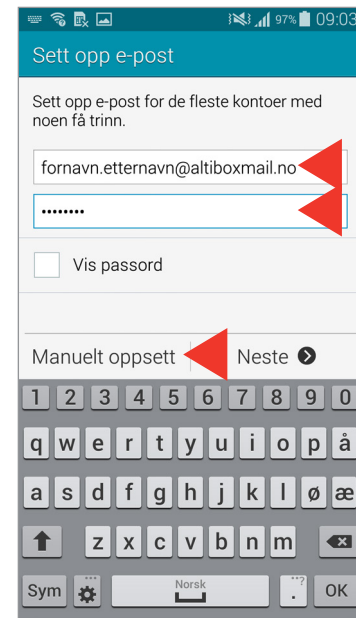 97% 09:03
Sett opp e-post
Sett opp e-post for de fleste kontoer med
noen få trinn.
fornavn.etternavn@altiboxmail.no
••••••••
Vis passord
Manuelt oppsett Neste
1 2 3 4 5 6 7 8 9 0
q w e r t y u i o p å
a s d f g h j k l ø æ
z x c v b n m
Sym Norsk .,? OK